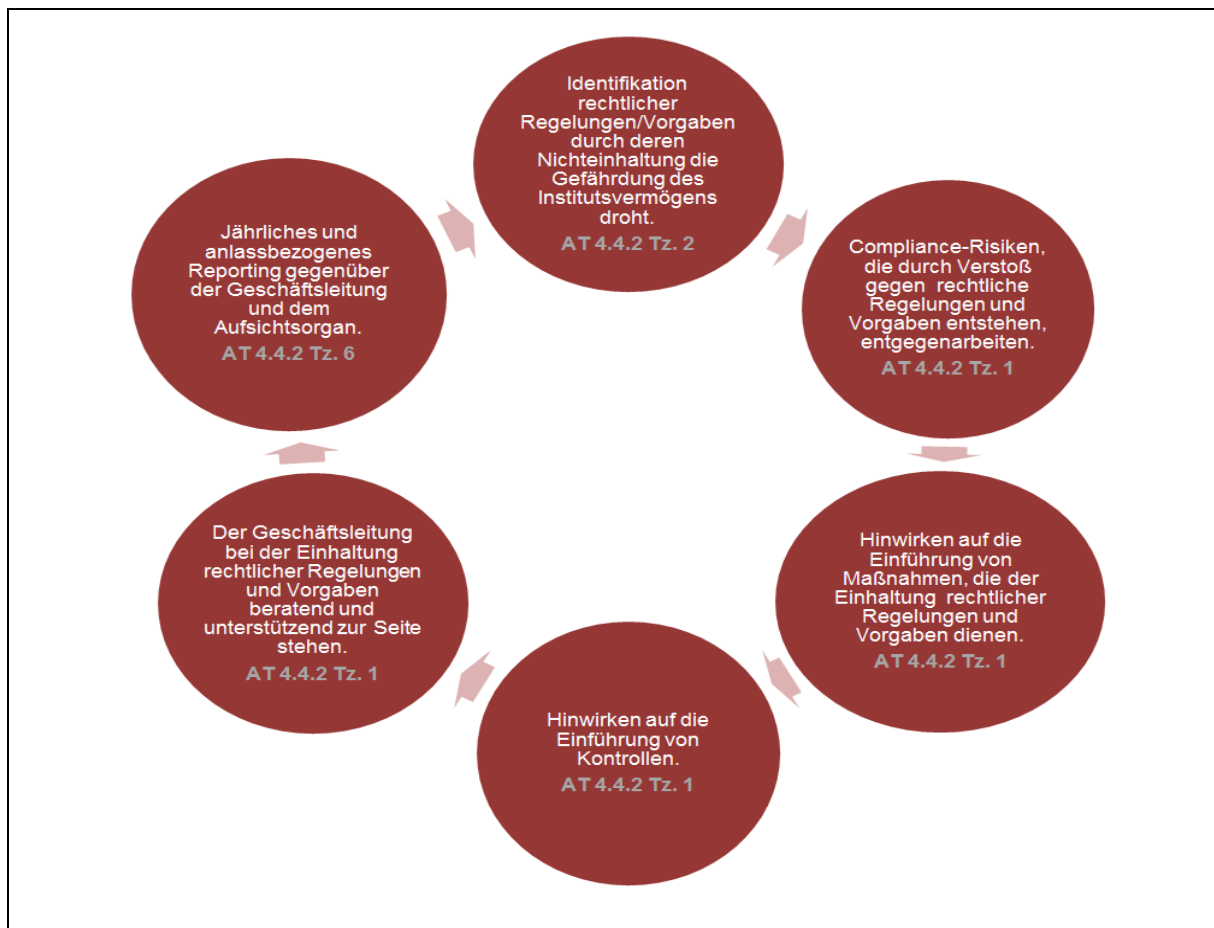 Identifikation
rechtlicher
Regelungen/Vorgaben
durch deren
Nichteinhaltung die
Gefährdung des
Institutsvermögens
droht.
AT 4.4.2 Tz. 2
Compliance-Risiken,
die durch Verstoß
gegen rechtliche
Regelungen und
Vorgaben entstehen,
entgegenarbeiten.
AT 4.4.2 Tz. 1
Hinwirken auf die
Einführung von
Maßnahmen, die der
Einhaltung rechtlicher
Regelungen und
Vorgaben dienen.
AT 4.4.2 Tz. 1
Hinwirken auf die
Einführung von
Kontrollen.
AT 4.4.2 Tz. 1
Der Geschäftsleitung
bei der Einhaltung
rechtlicher Regelungen
und Vorgaben
beratend und
unterstützend zur Seite
stehen.
AT 4.4.2 Tz. 1
Jährliches und
anlassbezogenes
Reporting gegenüber
der Geschäftsleitung
und dem
Aufsichtsorgan.
AT 4.4.2 Tz. 6